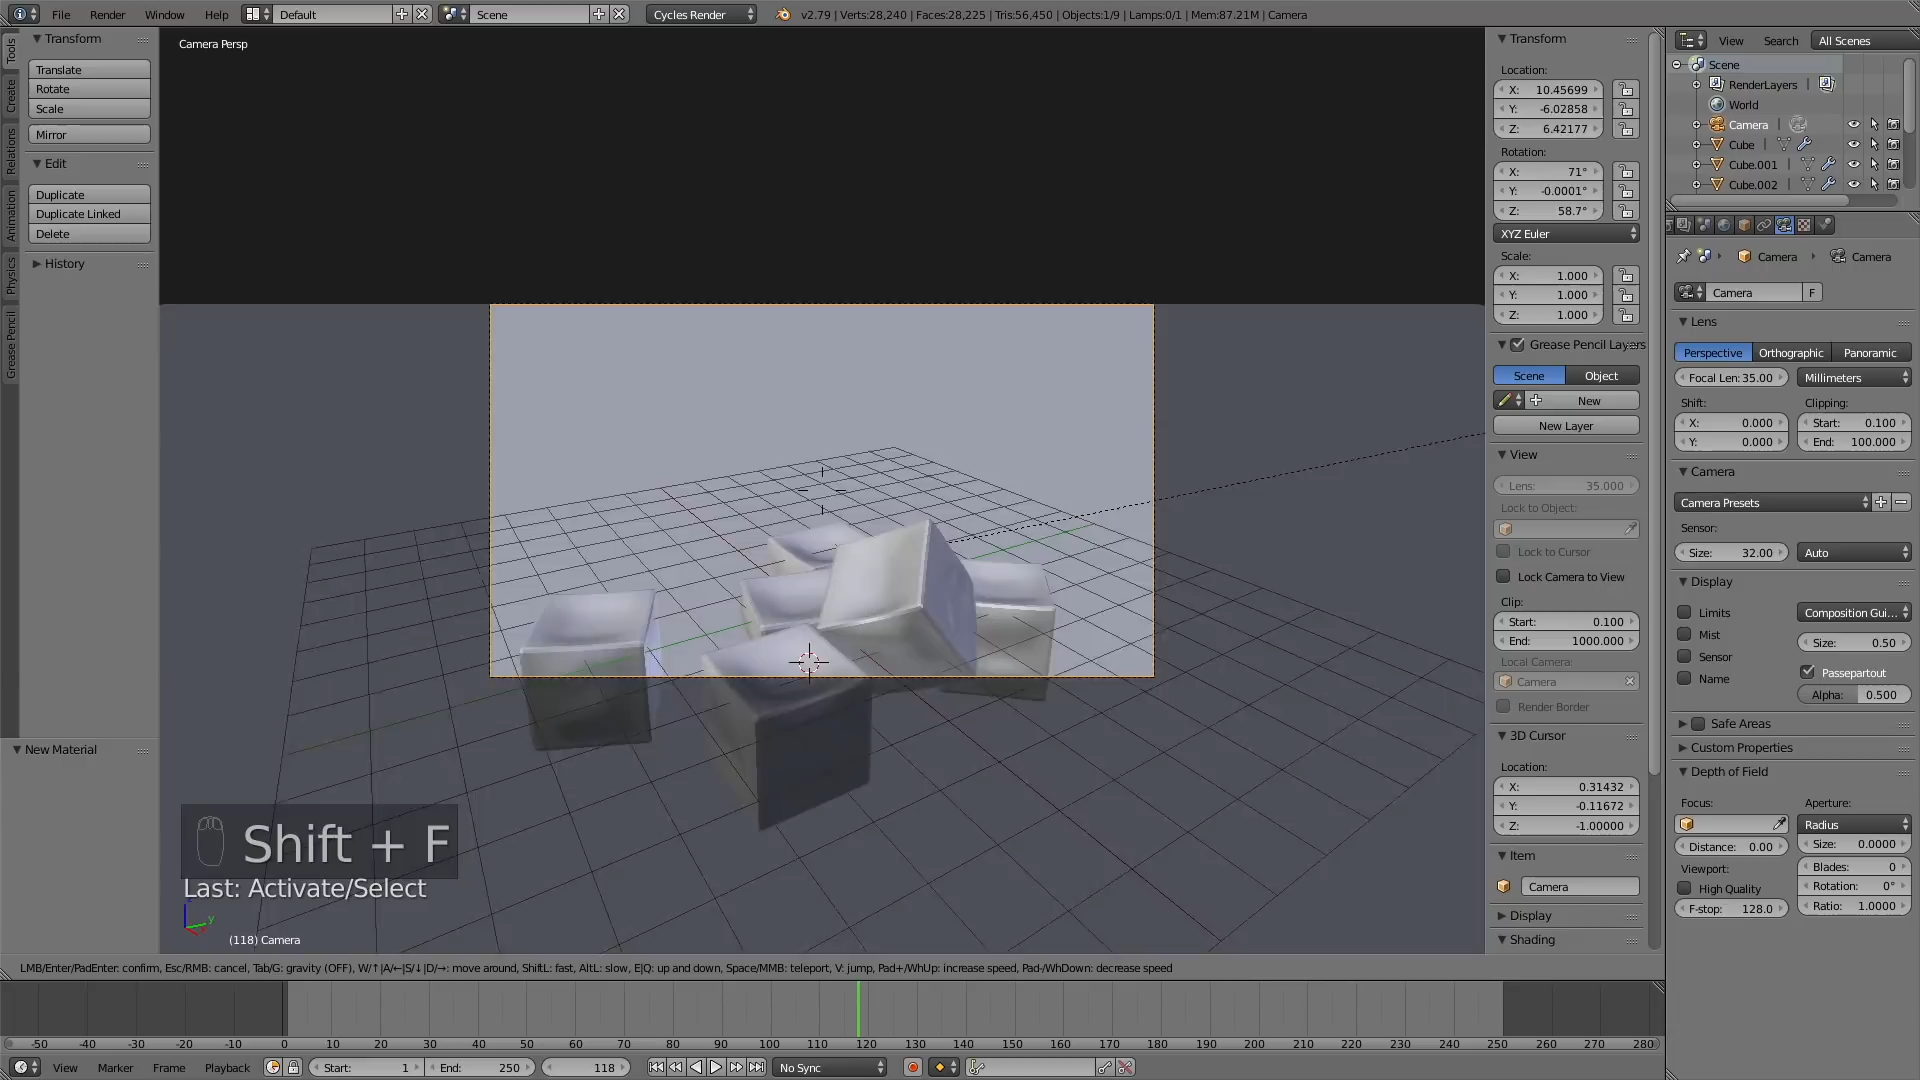 File Render Window Help Default Scene Cycles Render v2.79 | Verts:28,240 | Faces:28,225 | Tris:56,450 | Objects:1/9 | Lamps:0/1 | Mem:87.21M | Camera
Tools
Create
Relations
Animation
Physics
Grease Pencil
Transform
Translate
Rotate
Scale
Mirror
Edit
Duplicate
Duplicate Linked
Delete
History
New Material
Camera Persp
Shift + F
Last: Activate/Select
y
(118) Camera
Transform
Location:
X: 10.45699
Y: -6.02858
Z: 6.42177
Rotation:
X: 71°
Y: -0.0001°
Z: 58.7°
XYZ Euler
Scale:
X: 1.000
Y: 1.000
Z: 1.000
Grease Pencil Layers
Scene Object
New
New Layer
View
Lens: 35.000
Lock to Object:
Lock to Cursor
Lock Camera to View
Clip:
Start: 0.100
End: 1000.000
Local Camera:
Camera
Render Border
3D Cursor
Location:
X: 0.31432
Y: -0.11672
Z: -1.00000
Item
Camera
Display
Shading
View Search All Scenes
Scene
RenderLayers
World
Camera
Cube
Cube.001
Cube.002
Camera Camera
Camera F
Lens
Perspective Orthographic Panoramic
Focal Len: 35.00 Millimeters
Shift: Clipping:
X: 0.000 Start: 0.100
Y: 0.000 End: 100.000
Camera
Camera Presets
Sensor:
Size: 32.00 Auto
Display
Limits Composition Gui...
Mist Size: 0.50
Sensor Passepartout
Name Alpha: 0.500
Safe Areas
Custom Properties
Depth of Field
Focus: Aperture:
Radius
Distance: 0.00 Size: 0.0000
Viewport: Blades: 0
High Quality Rotation: 0°
F-stop: 128.0 Ratio: 1.0000
LMB/Enter/PadEnter: confirm, Esc/RMB: cancel, Tab/G: gravity (OFF), W/↑|A/←|S/↓|D/→: move around, ShiftL: fast, AltL: slow, E|Q: up and down, Space/MMB: teleport, V: jump, Pad+/WhUp: increase speed, Pad-/WhDown: decrease speed
-50 -40 -30 -20 -10 0 10 20 30 40 50 60 70 80 90 100 110 120 130 140 150 160 170 180 190 200 210 220 230 240 250 260 270 280
View Marker Frame Playback Start: 1 End: 250 118 No Sync